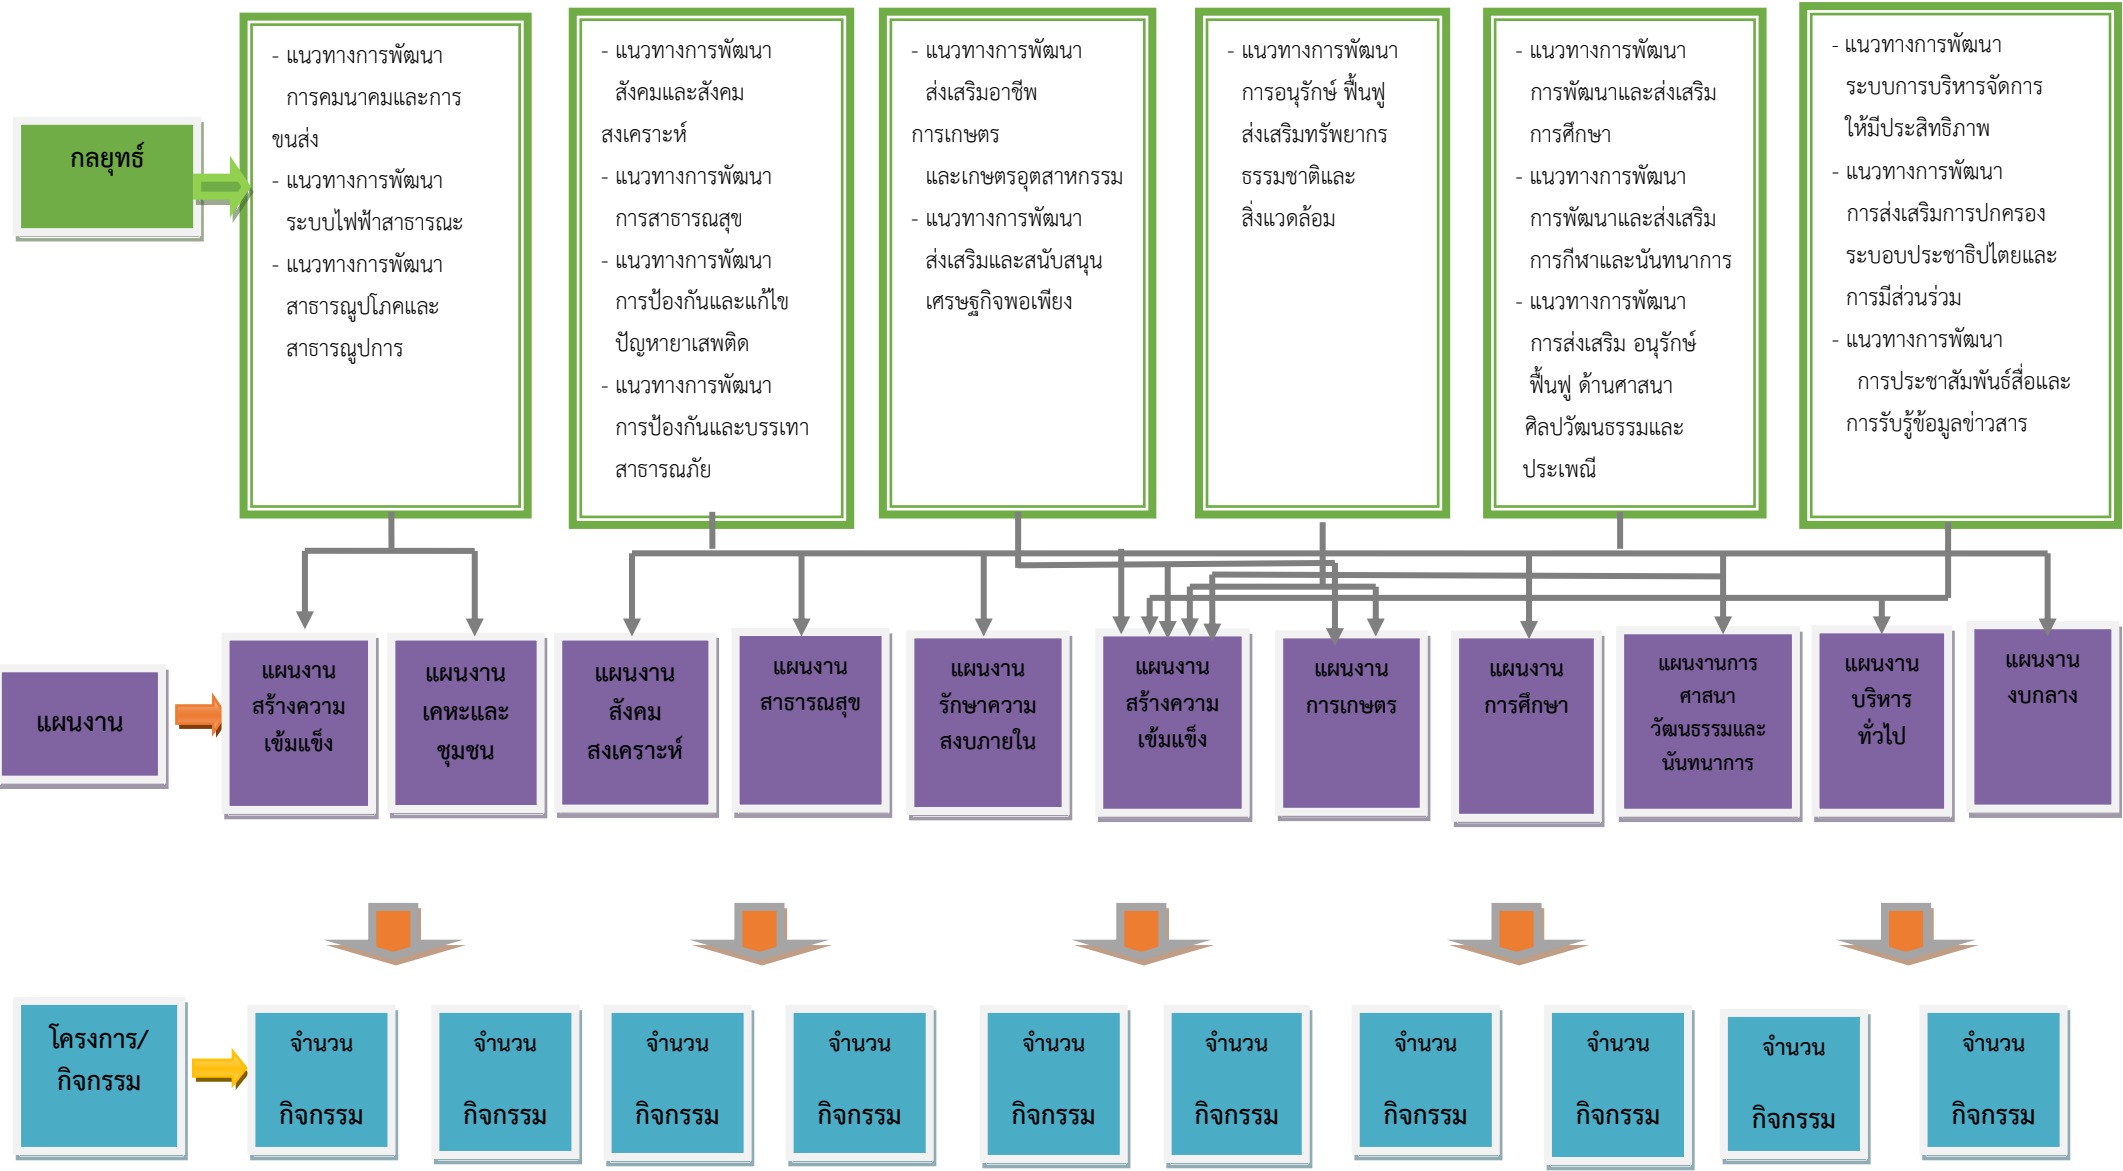 กลยุทธ์
- แนวทางการพัฒนา
การคมนาคมและการ
ขนส่ง
- แนวทางการพัฒนา
ระบบไฟฟ้าสาธารณะ
- แนวทางการพัฒนา
สาธารณูปโภคและ
สาธารณูปการ
- แนวทางการพัฒนา
สังคมและสังคม
สงเคราะห์
- แนวทางการพัฒนา
การสาธารณสุข
- แนวทางการพัฒนา
การป้องกันและแก้ไข
ปัญหายาเสพติด
- แนวทางการพัฒนา
การป้องกันและบรรเทา
สาธารณภัย
- แนวทางการพัฒนา
ส่งเสริมอาชีพ
การเกษตร
และเกษตรอุตสาหกรรม
- แนวทางการพัฒนา
ส่งเสริมและสนับสนุน
เศรษฐกิจพอเพียง
- แนวทางการพัฒนา
การอนุรักษ์ ฟื้นฟู
ส่งเสริมทรัพยากร
ธรรมชาติและ
สิ่งแวดล้อม
- แนวทางการพัฒนา
การพัฒนาและส่งเสริม
การศึกษา
- แนวทางการพัฒนา
การพัฒนาและส่งเสริม
การกีฬาและนันทนาการ
- แนวทางการพัฒนา
การส่งเสริม อนุรักษ์
ฟื้นฟู ด้านศาสนา
ศิลปวัฒนธรรมและ
ประเพณี
- แนวทางการพัฒนา
ระบบการบริหารจัดการ
ให้มีประสิทธิภาพ
- แนวทางการพัฒนา
การส่งเสริมการปกครอง
ระบอบประชาธิปไตยและ
การมีส่วนร่วม
- แนวทางการพัฒนา
การประชาสัมพันธ์สื่อและ
การรับรู้ข้อมูลข่าวสาร
แผนงาน
แผนงาน
สร้างความ
เข้มแข็ง
แผนงาน
เคหะและ
ชุมชน
แผนงาน
สังคม
สงเคราะห์
แผนงาน
สาธารณสุข
แผนงาน
รักษาความ
สงบภายใน
แผนงาน
สร้างความ
เข้มแข็ง
แผนงาน
การเกษตร
แผนงาน
การศึกษา
แผนงานการ
ศาสนา
วัฒนธรรมและ
นันทนาการ
แผนงาน
บริหาร
ทั่วไป
แผนงาน
งบกลาง
โครงการ/
กิจกรรม
จำนวน
กิจกรรม
จำนวน
กิจกรรม
จำนวน
กิจกรรม
จำนวน
กิจกรรม
จำนวน
กิจกรรม
จำนวน
กิจกรรม
จำนวน
กิจกรรม
จำนวน
กิจกรรม
จำนวน
กิจกรรม
จำนวน
กิจกรรม